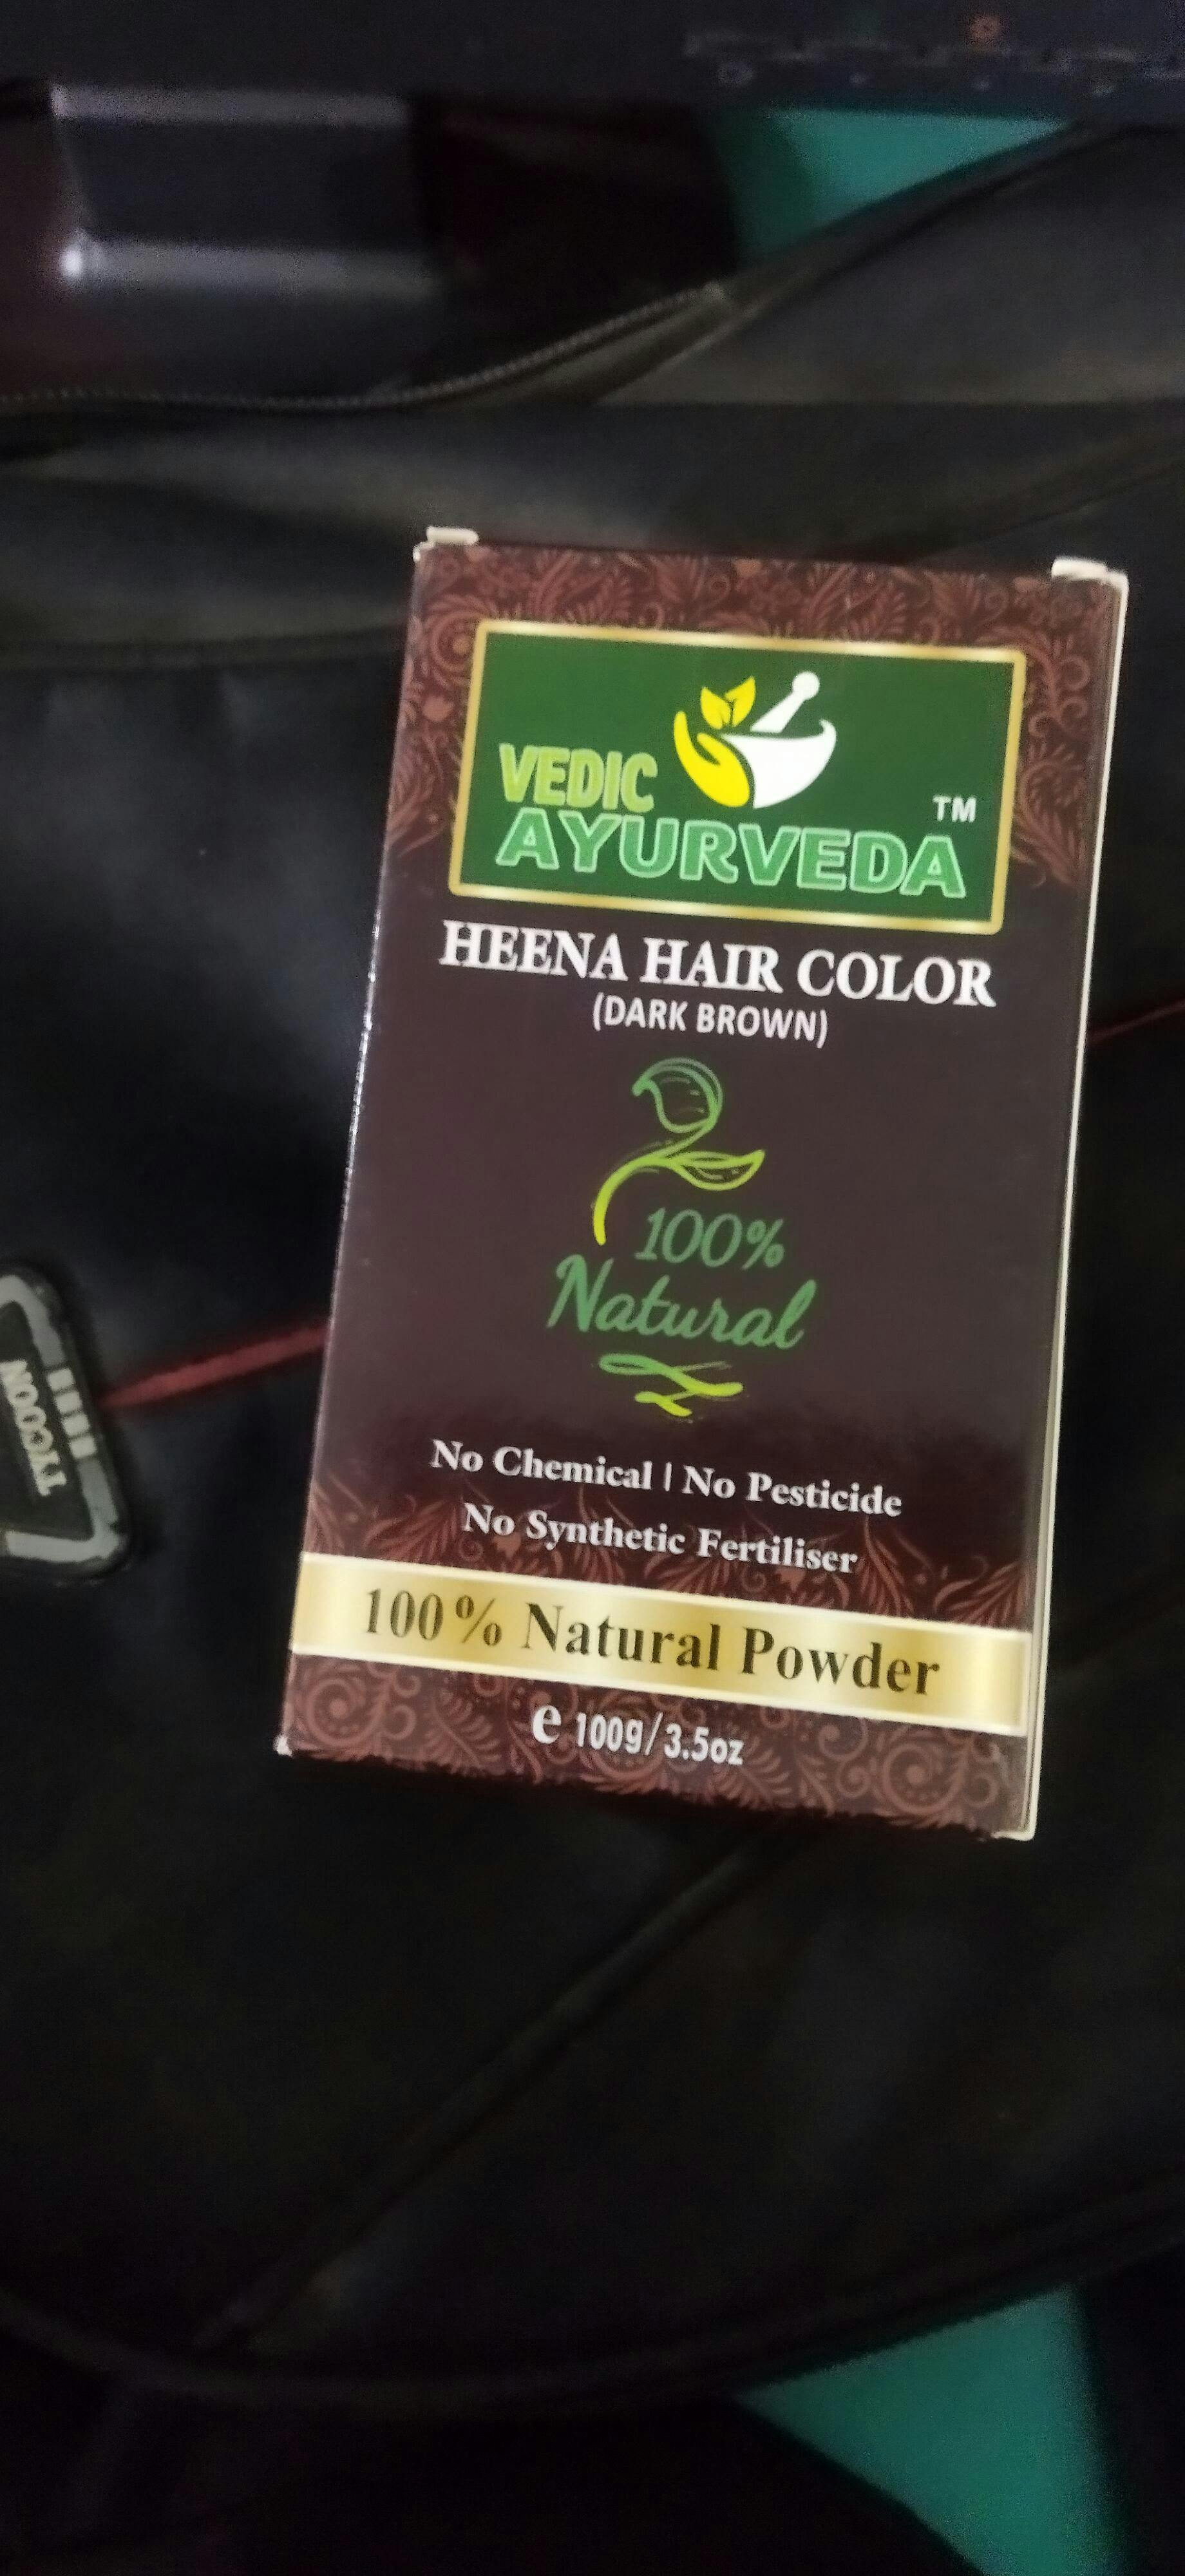 VEDIC
AYURVEDA
TM
HEENA HAIR COLOR
(DARK BROWN)
100%
Natural
No Chemical | No Pesticide
No Synthetic Fertiliser
100% Natural Powder
e 100g/3.5oz
TYCOON